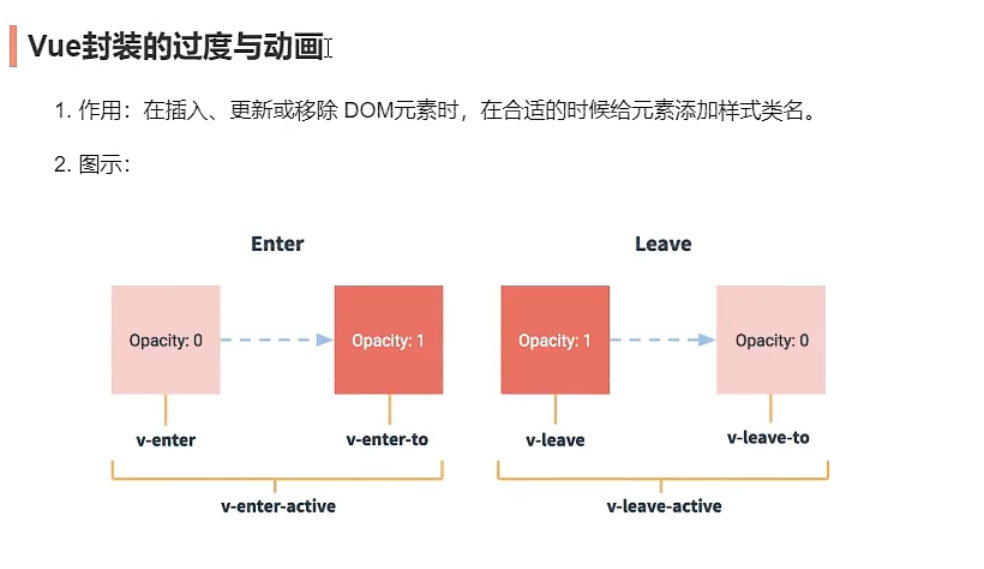 Vue封装的过度与动画
1. 作用：在插入、更新或移除 DOM元素时，在合适的时候给元素添加样式类名。
2. 图示：
Enter
Leave
Opacity: 0
Opacity: 1
Opacity: 1
Opacity: 0
v-enter
v-enter-to
v-leave
v-leave-to
v-enter-active
v-leave-active